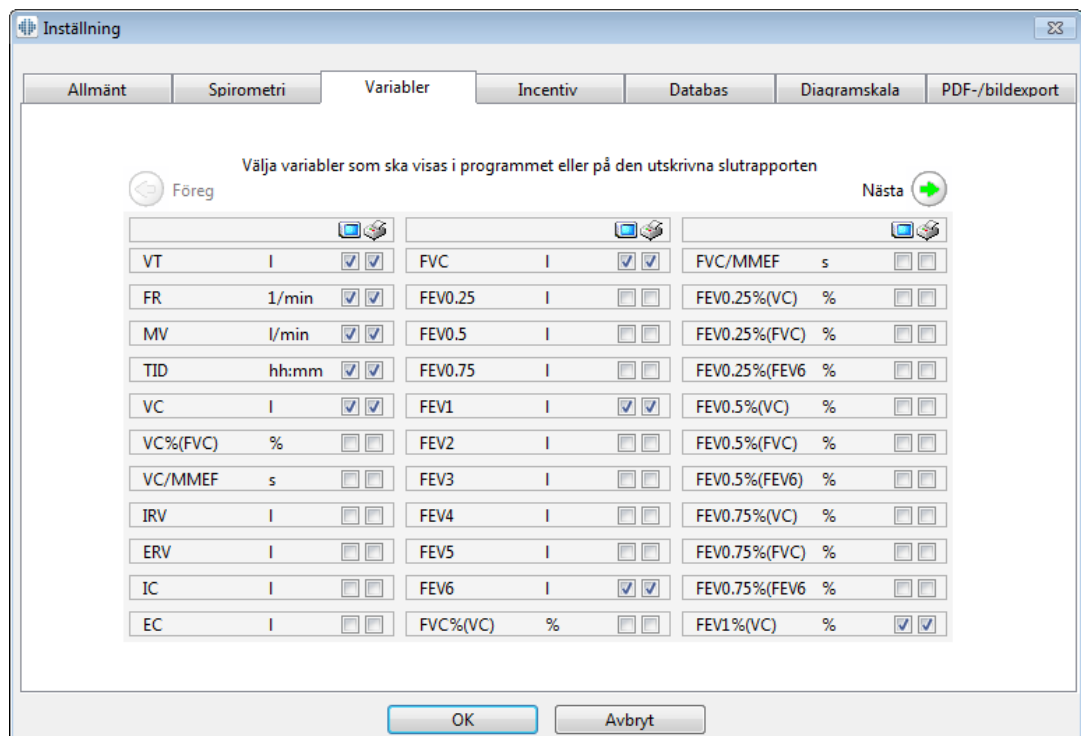 Inställning
Allmänt Spirometri Variabler Incentiv Databas Diagramskala PDF-/bildexport
Välja variabler som ska visas i programmet eller på den utskrivna slutrapporten
Föreg Nästa
VT l FVC l FVC/MMEF s
FR 1/min FEV0.25 l FEV0.25%(VC) %
MV l/min FEV0.5 l FEV0.25%(FVC) %
TID hh:mm FEV0.75 l FEV0.25%(FEV6 %
VC l FEV1 l FEV0.5%(VC) %
VC%(FVC) % FEV2 l FEV0.5%(FVC) %
VC/MMEF s FEV3 l FEV0.5%(FEV6) %
IRV l FEV4 l FEV0.75%(VC) %
ERV l FEV5 l FEV0.75%(FVC) %
IC l FEV6 l FEV0.75%(FEV6 %
EC l FVC%(VC) % FEV1%(VC) %
OK Avbryt